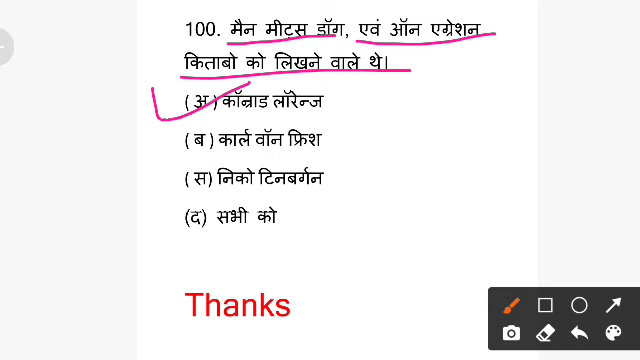 100. मैन मीट्स डॉग, एवं ऑन एग्रेशन
किताबो को लिखने वाले थे।
( अ ) कॉन्राड लॉरेन्ज
( ब ) कार्ल वॉन फ्रिश
( स) निको टिनबर्गन
(द) सभी को
Thanks